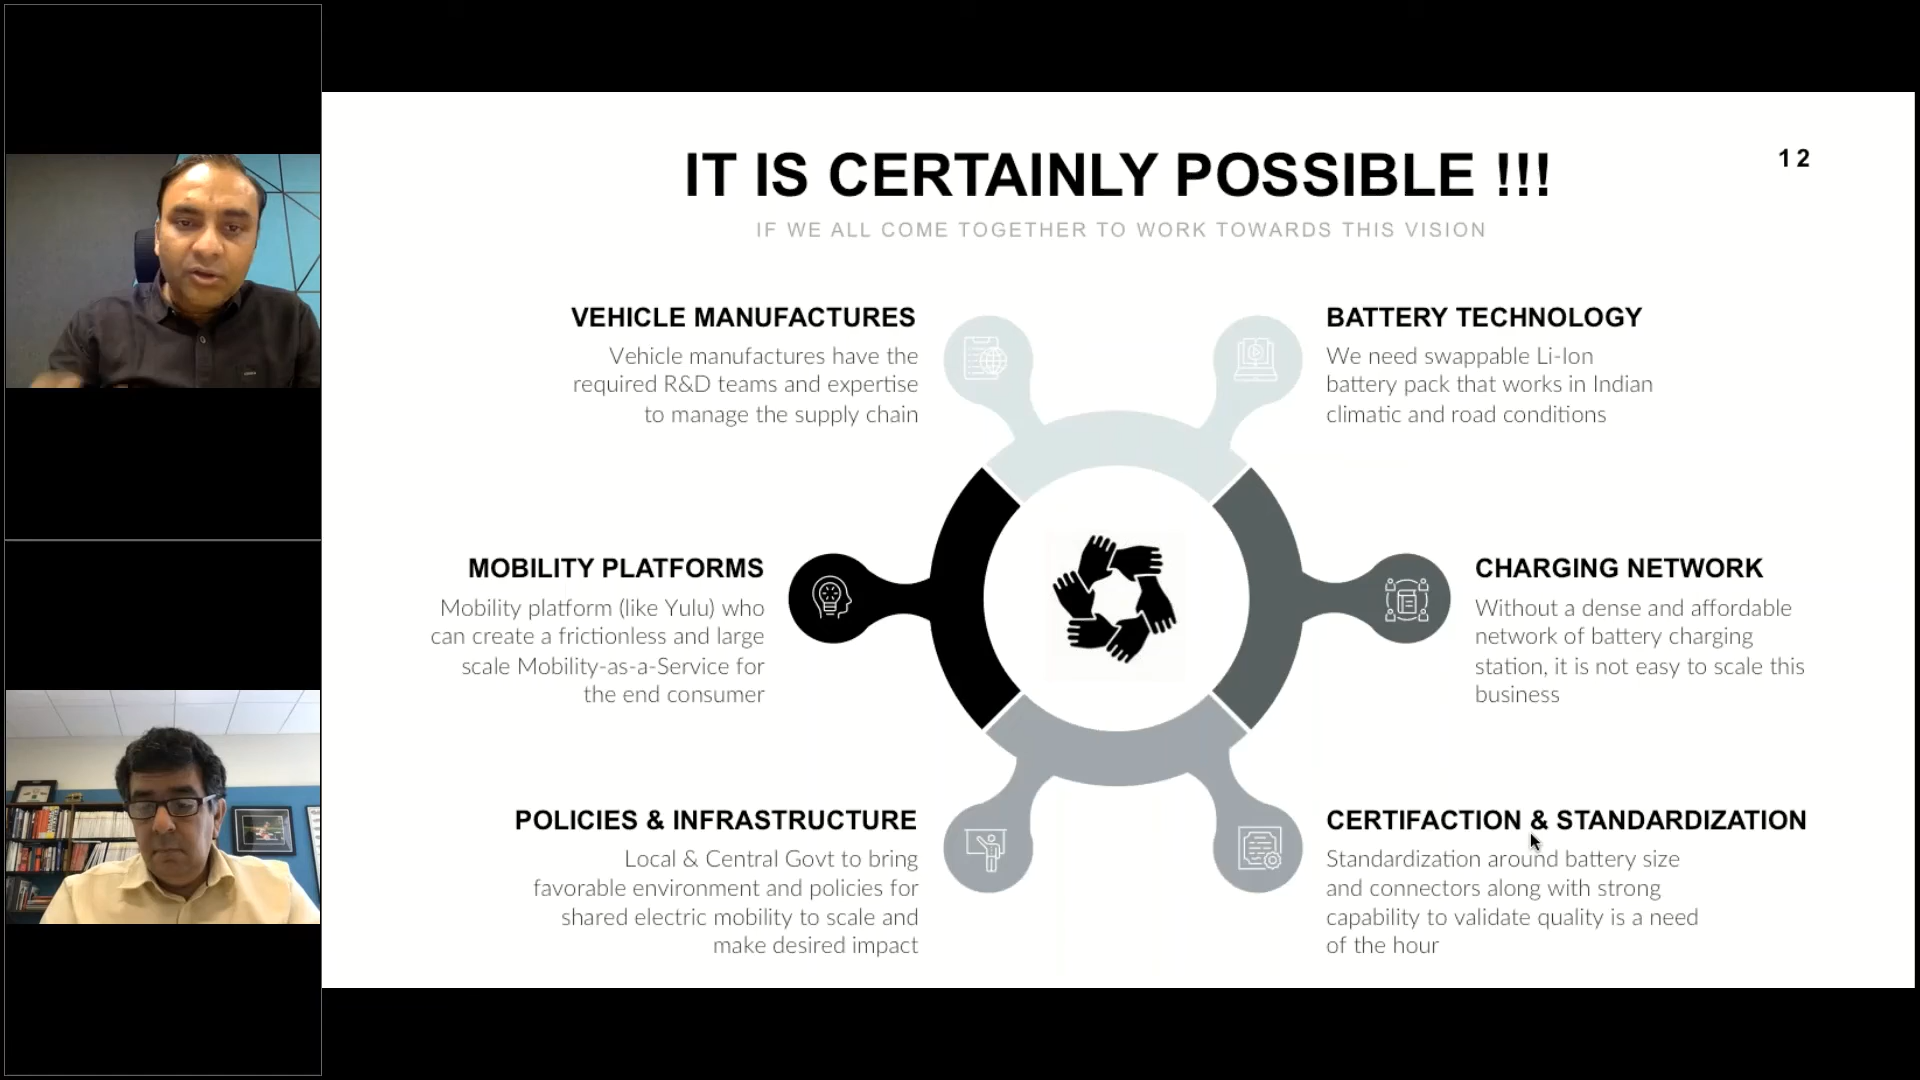 IT IS CERTAINLY POSSIBLE !!!
12
IF WE ALL COME TOGETHER TO WORK TOWARDS THIS VISION
VEHICLE MANUFACTURES
Vehicle manufactures have the
required R&D teams and expertise
to manage the supply chain
BATTERY TECHNOLOGY
We need swappable Li-Ion
battery pack that works in Indian
climatic and road conditions
MOBILITY PLATFORMS
Mobility platform (like Yulu) who
can create a frictionless and large
scale Mobility-as-a-Service for
the end consumer
CHARGING NETWORK
Without a dense and affordable
network of battery charging
station, it is not easy to scale this
business
POLICIES & INFRASTRUCTURE
Local & Central Govt to bring
favorable environment and policies for
shared electric mobility to scale and
make desired impact
CERTIFACTION & STANDARDIZATION
Standardization around battery size
and connectors along with strong
capability to validate quality is a need
of the hour